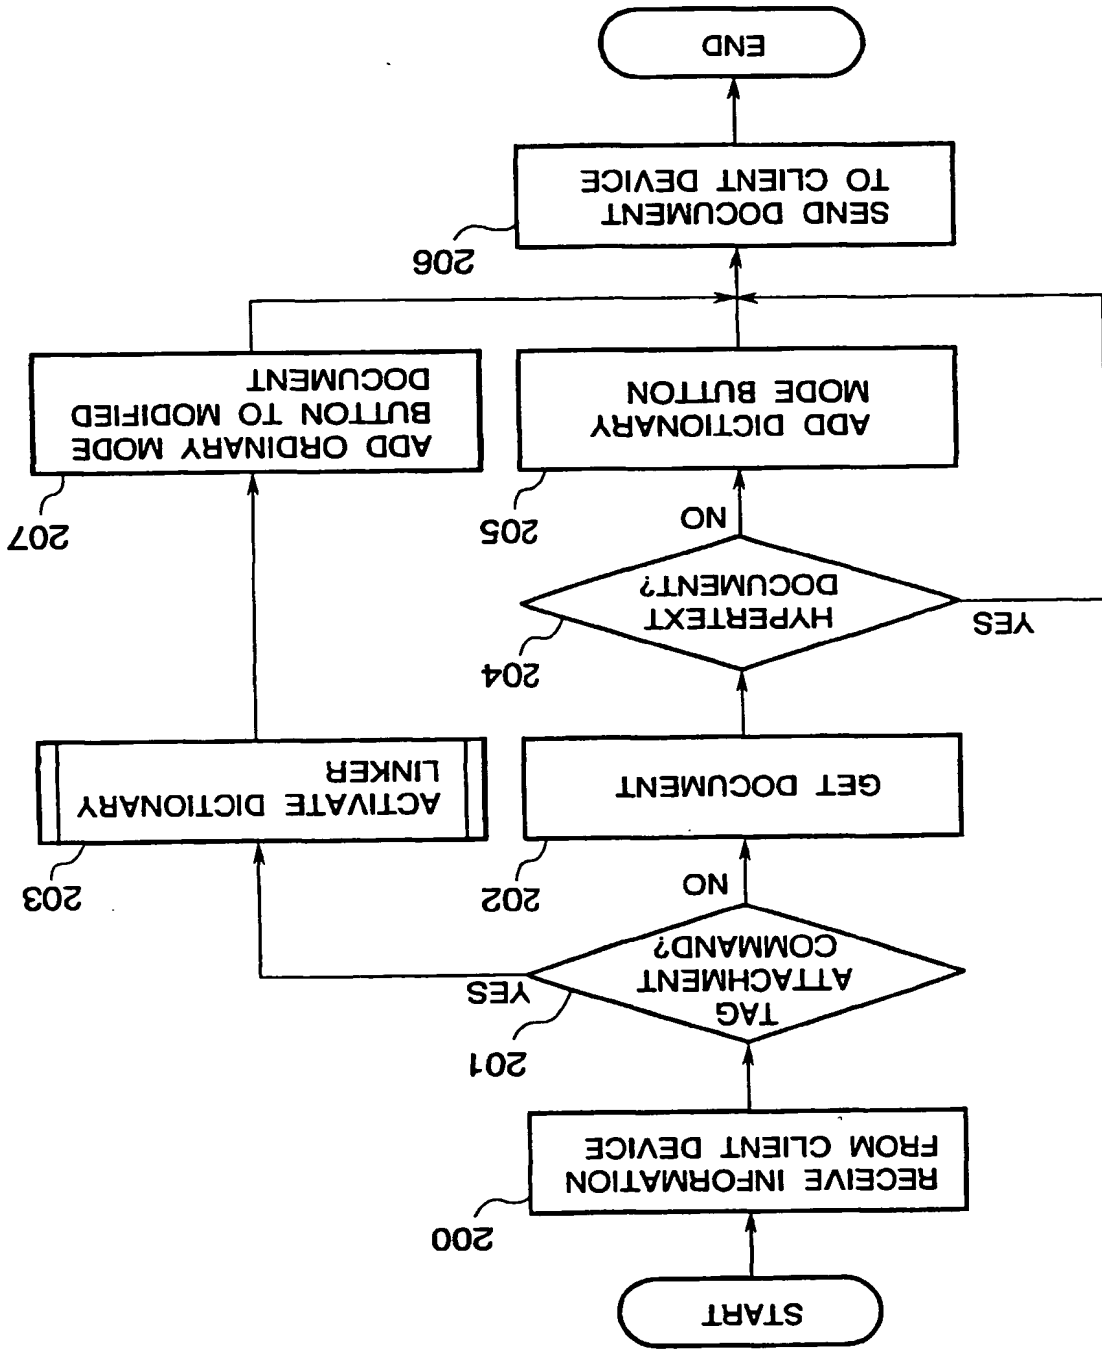 START
200
RECEIVE INFORMATION
FROM CLIENT DEVICE
201
TAG
ATTACHMENT
COMMAND?
YES
NO
202
GET DOCUMENT
203
ACTIVATE DICTIONARY
LINKER
204
HYPERTEXT
DOCUMENT?
YES
NO
205
ADD DICTIONARY
MODE BUTTON
207
ADD ORDINARY MODE
BUTTON TO MODIFIED
DOCUMENT
206
SEND DOCUMENT
TO CLIENT DEVICE
END